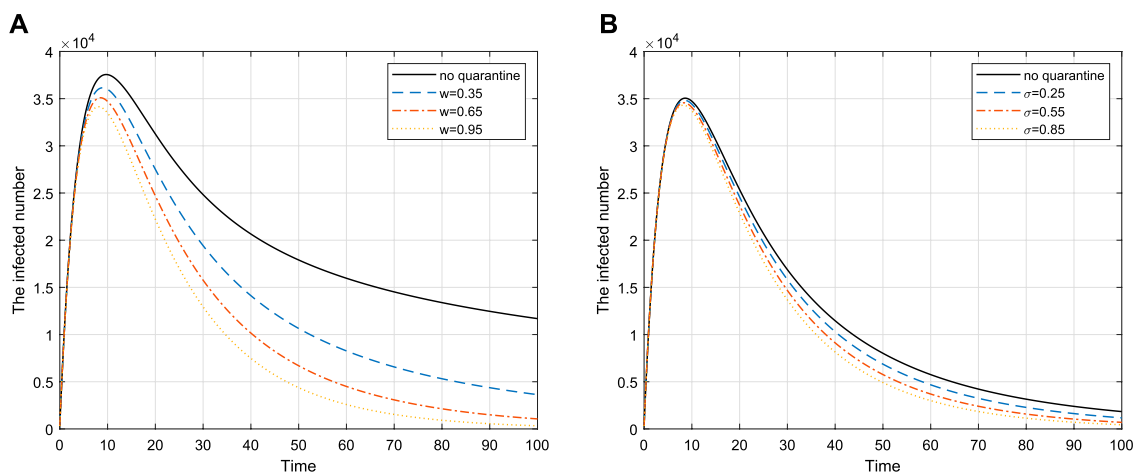 A
×10⁴
4
3.5
3
2.5
2
1.5
1
0.5
0
The infected number
0 10 20 30 40 50 60 70 80 90 100
Time
no quarantine
w=0.35
w=0.65
w=0.95
B
×10⁴
4
3.5
3
2.5
2
1.5
1
0.5
0
The infected number
0 10 20 30 40 50 60 70 80 90 100
Time
no quarantine
σ=0.25
σ=0.55
σ=0.85